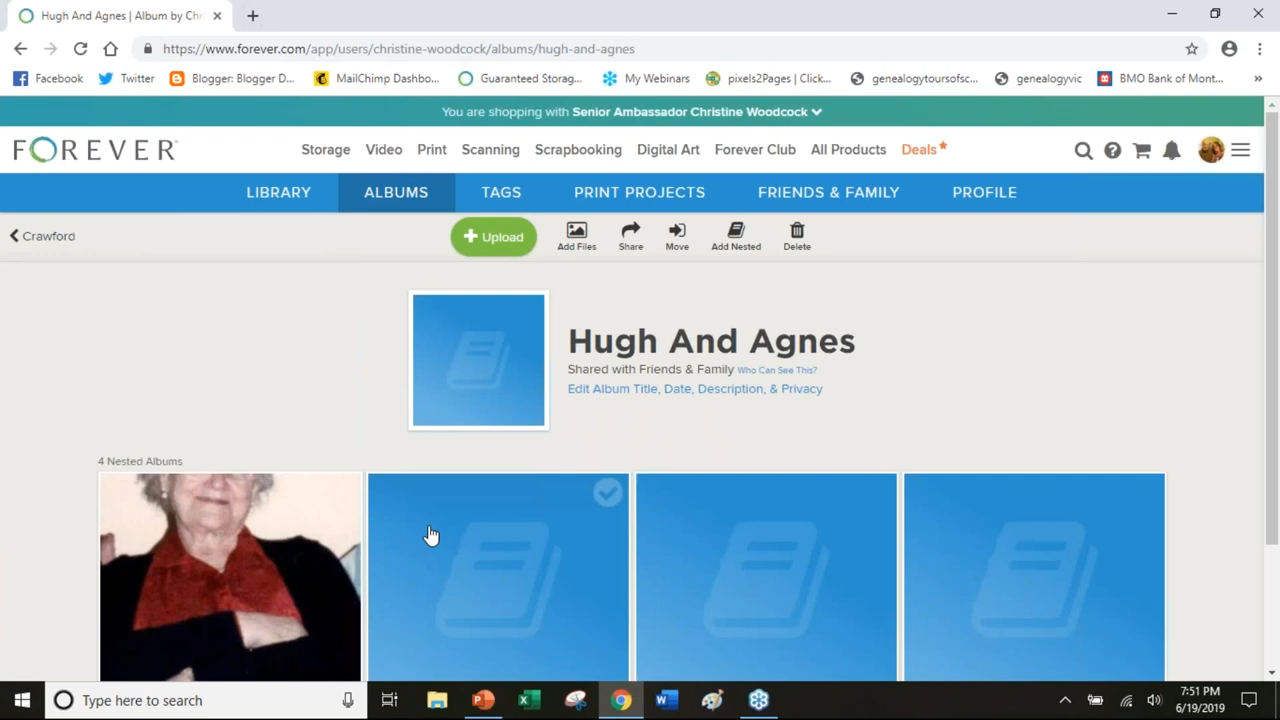 Hugh And Agnes | Album by Chr
https://www.forever.com/app/users/christine-woodcock/albums/hugh-and-agnes
Facebook Twitter Blogger: Blogger D... MailChimp Dashbo... Guaranteed Storag... My Webinars pixels2Pages | Click... genealogytoursofsc... genealogyvic BMO Bank of Mont... »
You are shopping with Senior Ambassador Christine Woodcock
FOREVER Storage Video Print Scanning Scrapbooking Digital Art Forever Club All Products Deals
LIBRARY ALBUMS TAGS PRINT PROJECTS FRIENDS & FAMILY PROFILE
Crawford + Upload Add Files Share Move Add Nested Delete
Hugh And Agnes
Shared with Friends & Family Who Can See This?
Edit Album Title, Date, Description, & Privacy
4 Nested Albums
Type here to search
7:51 PM
6/19/2019